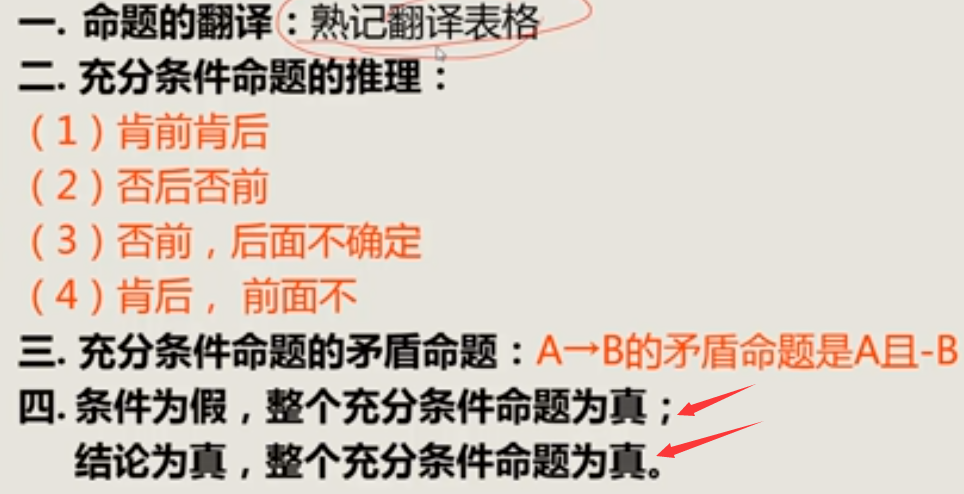 一. 命题的翻译：熟记翻译表格
二. 充分条件命题的推理：
（1）肯前肯后
（2）否后否前
（3）否前，后面不确定
（4）肯后， 前面不
三. 充分条件命题的矛盾命题：A→B的矛盾命题是A且-B
四. 条件为假，整个充分条件命题为真；
结论为真，整个充分条件命题为真。